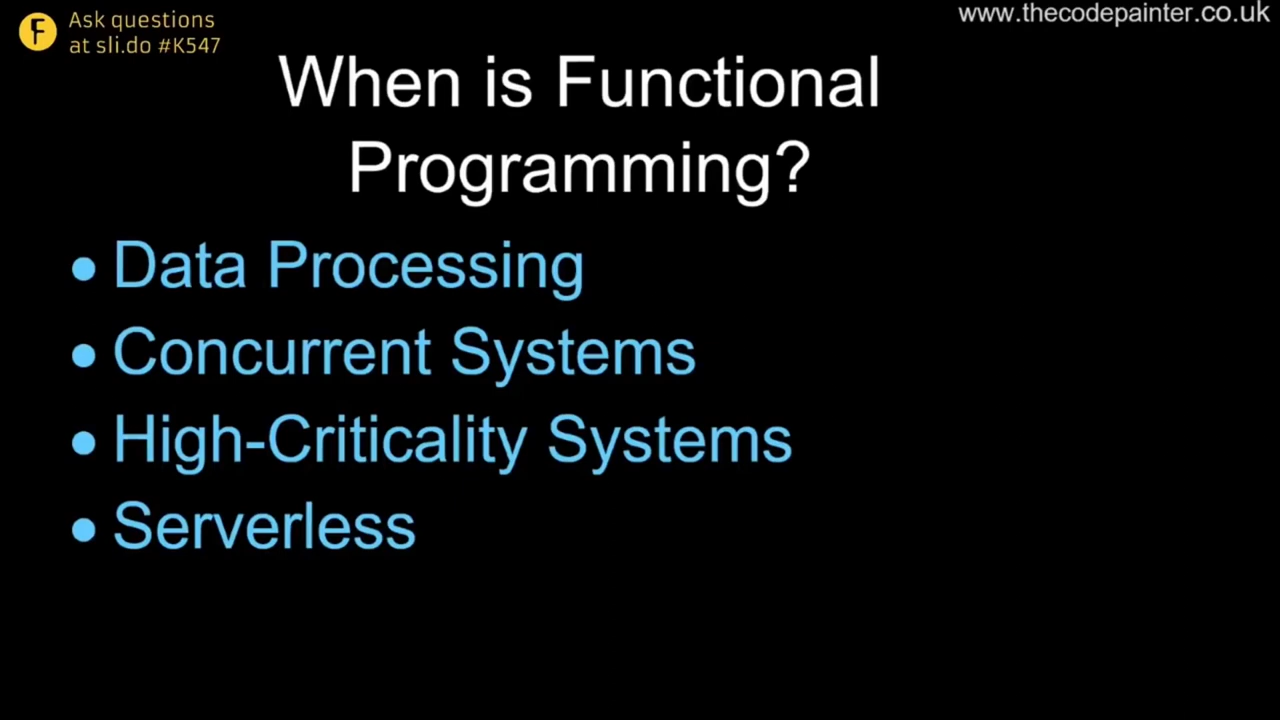 F
Ask questions
at sli.do #K547
www.thecodepainter.co.uk
When is Functional
Programming?
• Data Processing
• Concurrent Systems
• High-Criticality Systems
• Serverless